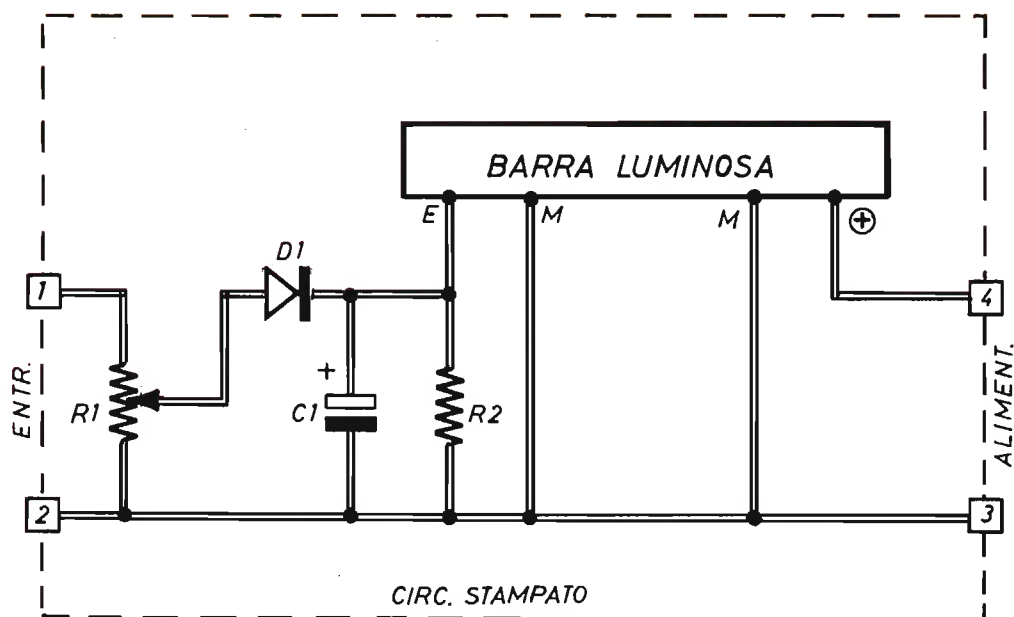 BARRA LUMINOSA
E
M
M
+
D1
1
4
+
ENTR.
R1
C1
R2
ALIMENT.
2
3
CIRC. STAMPATO